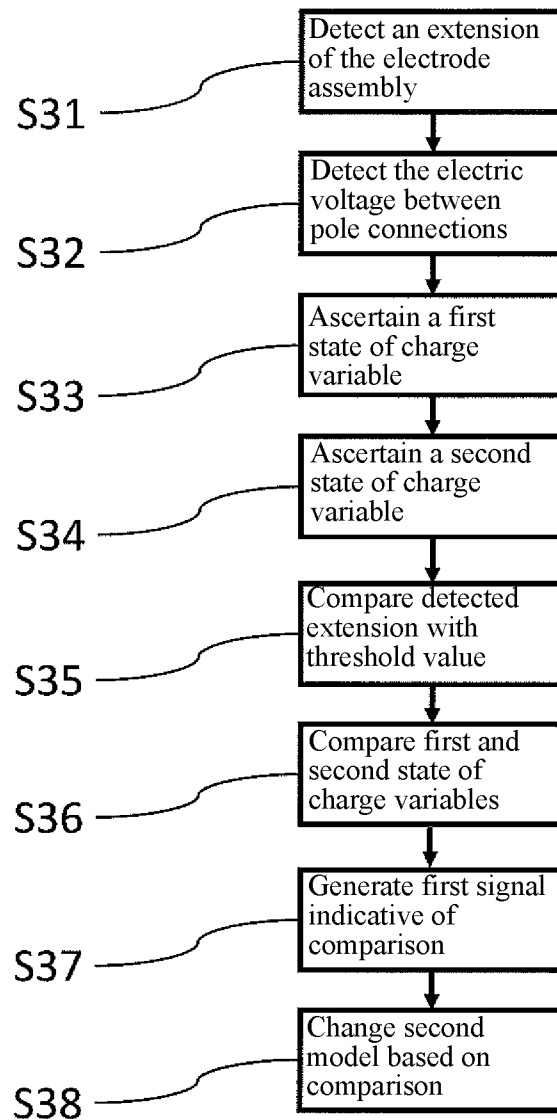 Detect an extension
of the electrode
assembly
S31
Detect the electric
voltage between
pole connections
S32
Ascertain a first
state of charge
variable
S33
Ascertain a second
state of charge
variable
S34
Compare detected
extension with
threshold value
S35
Compare first and
second state of
charge variables
S36
Generate first signal
indicative of
comparison
S37
Change second
model based on
comparison
S38